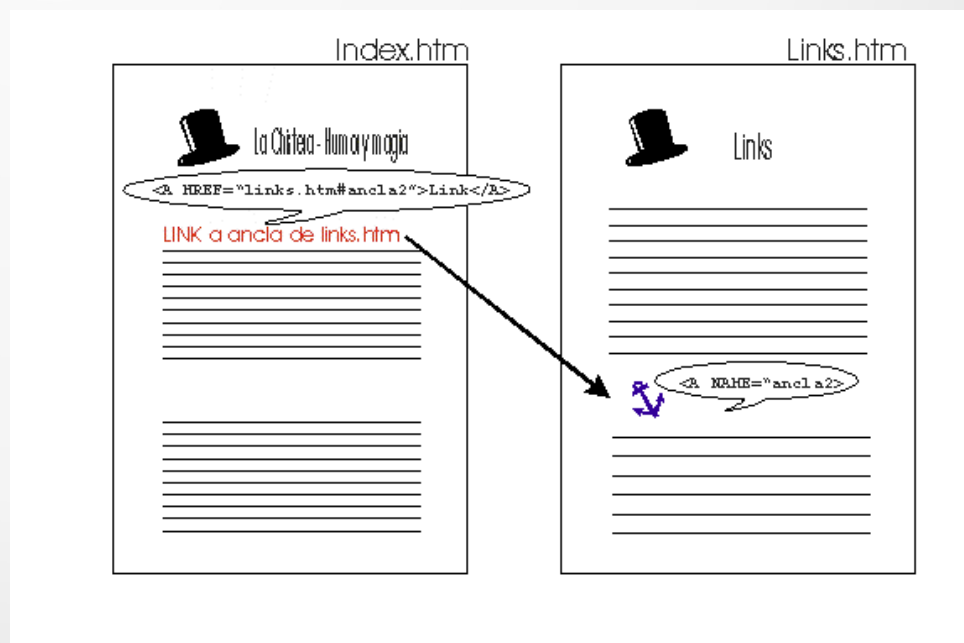 Index.htm
La Chistera - Humor y magia
<A HREF="links.htm#ancla2">Link</A>
LINK a ancla de links.htm
Links.htm
Links
<A NAME="ancla2>